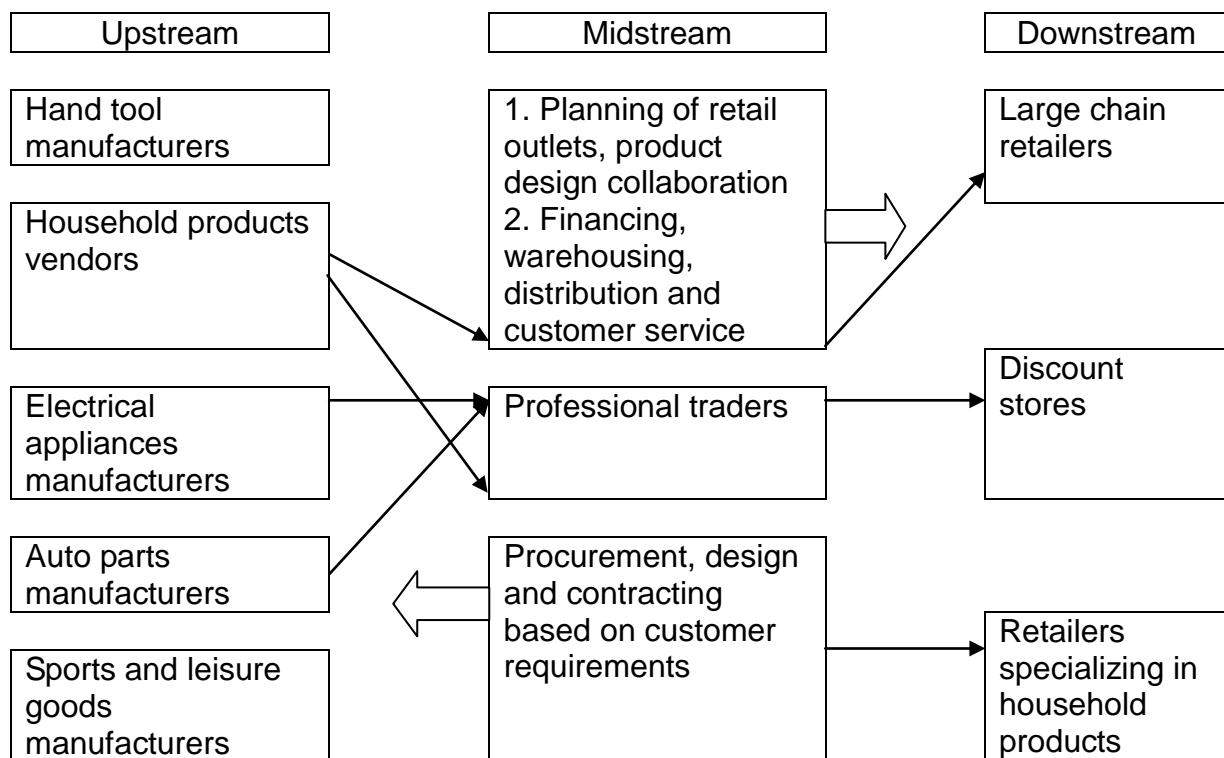 Upstream
Midstream
Downstream
Hand tool
manufacturers
Household products
vendors
Electrical
appliances
manufacturers
Auto parts
manufacturers
Sports and leisure
goods
manufacturers
1. Planning of retail
outlets, product
design collaboration
2. Financing,
warehousing,
distribution and
customer service
Professional traders
Procurement, design
and contracting
based on customer
requirements
Large chain
retailers
Discount
stores
Retailers
specializing in
household
products